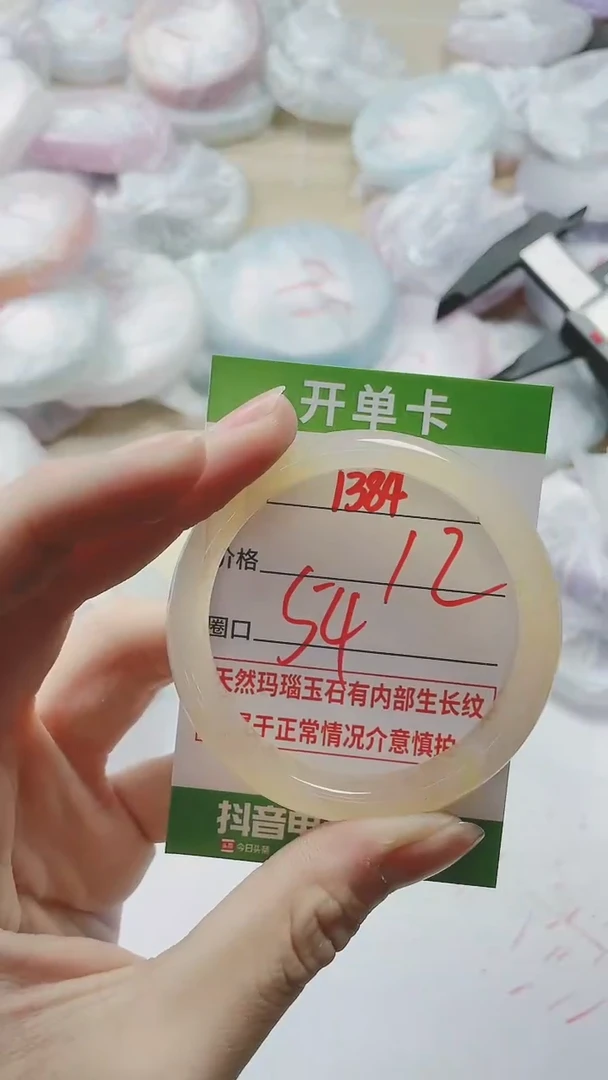 开单卡
1384
价格 12
圈口 54
天然玛瑙玉石有内部生长纹
于正常情况介意慎拍
抖音电
头条 今日头条